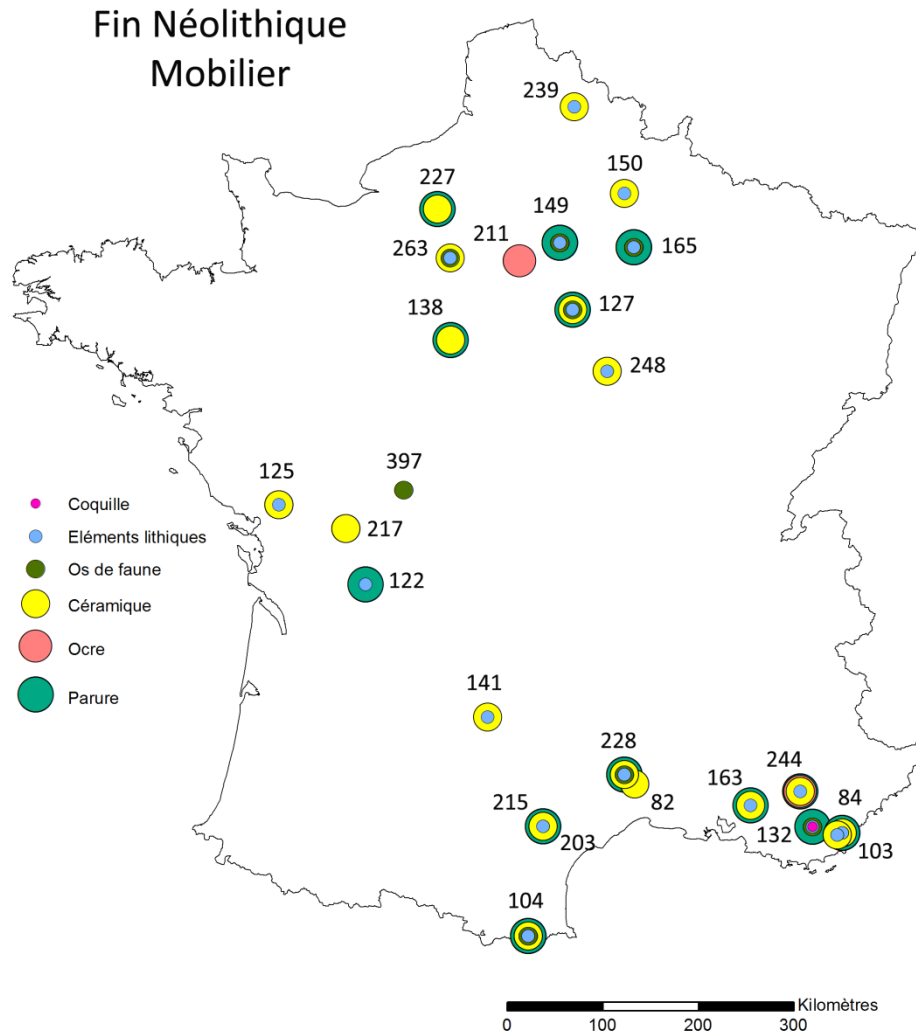 Fin Néolithique
Mobilier
239
150
227
149
211
263
165
138
127
248
397
125
217
122
Coquille
Eléments lithiques
Os de faune
Céramique
Ocre
Parure
141
228
82
163
244
84
132
103
215
203
104
Kilomètres
0 100 200 300